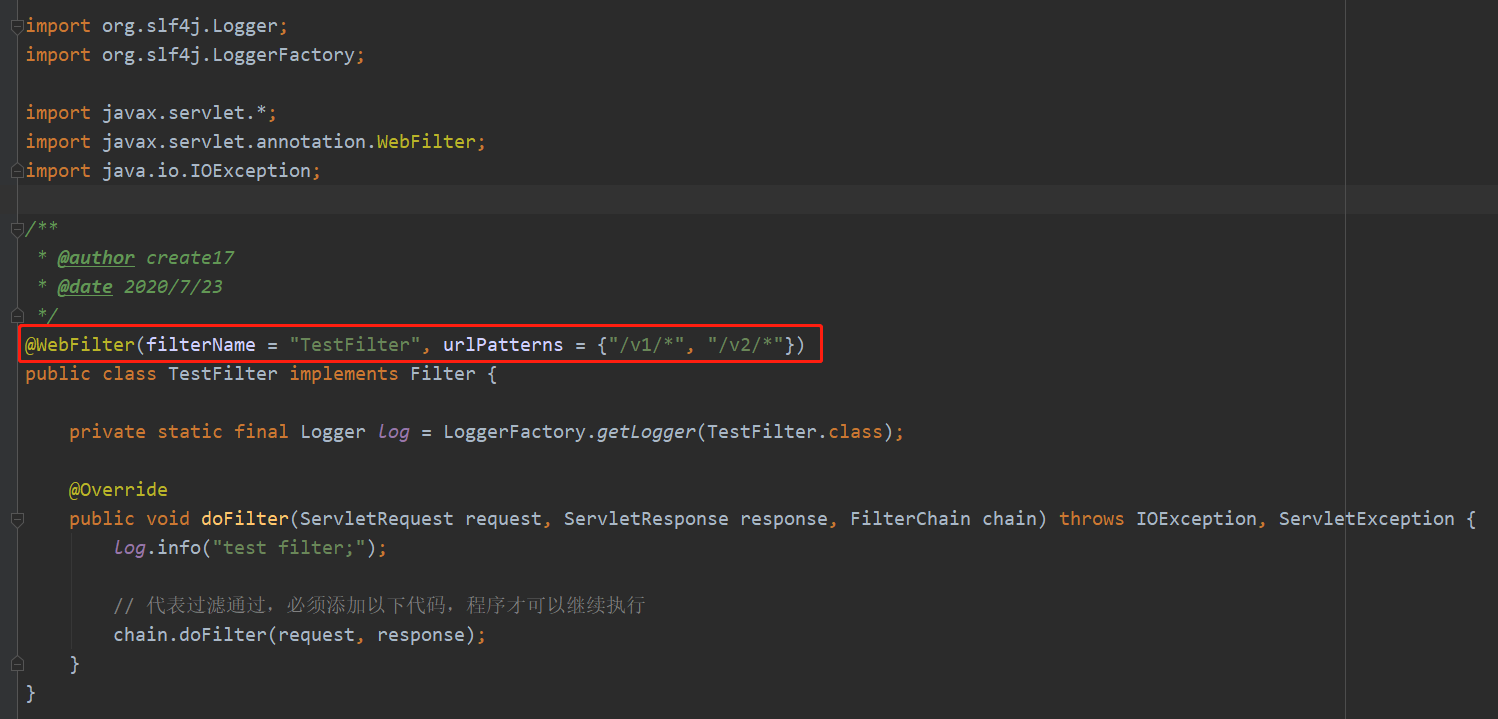 import org.slf4j.Logger;
import org.slf4j.LoggerFactory;
import javax.servlet.*;
import javax.servlet.annotation.WebFilter;
import java.io.IOException;
/**
 * @author create17
 * @date 2020/7/23
 */
@WebFilter(filterName = "TestFilter", urlPatterns = {"/v1/*", "/v2/*"})
public class TestFilter implements Filter {
    private static final Logger log = LoggerFactory.getLogger(TestFilter.class);
    @Override
    public void doFilter(ServletRequest request, ServletResponse response, FilterChain chain) throws IOException, ServletException {
        log.info("test filter;");
        // 代表过滤通过，必须添加以下代码，程序才可以继续执行
        chain.doFilter(request, response);
    }
}